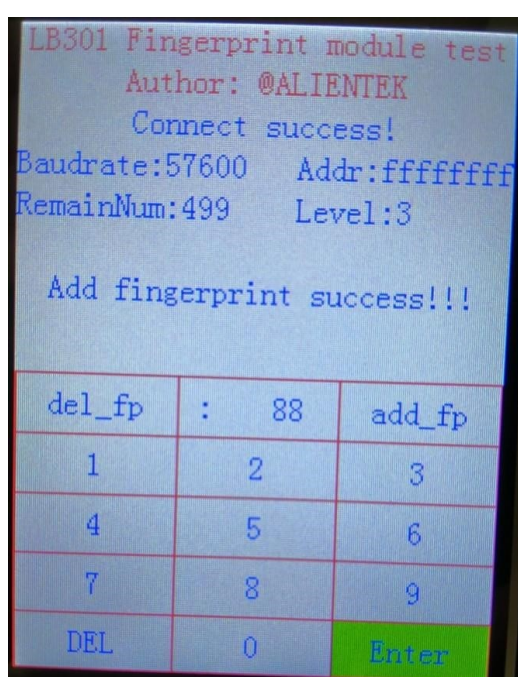 LB301 Fingerprint module test
Author: @ALIENTEK
Connect success!
Baudrate:57600 Addr:ffffffff
RemainNum:499 Level:3
Add fingerprint success!!!
del_fp : 88 add_fp
1 2 3
4 5 6
7 8 9
DEL 0 Enter